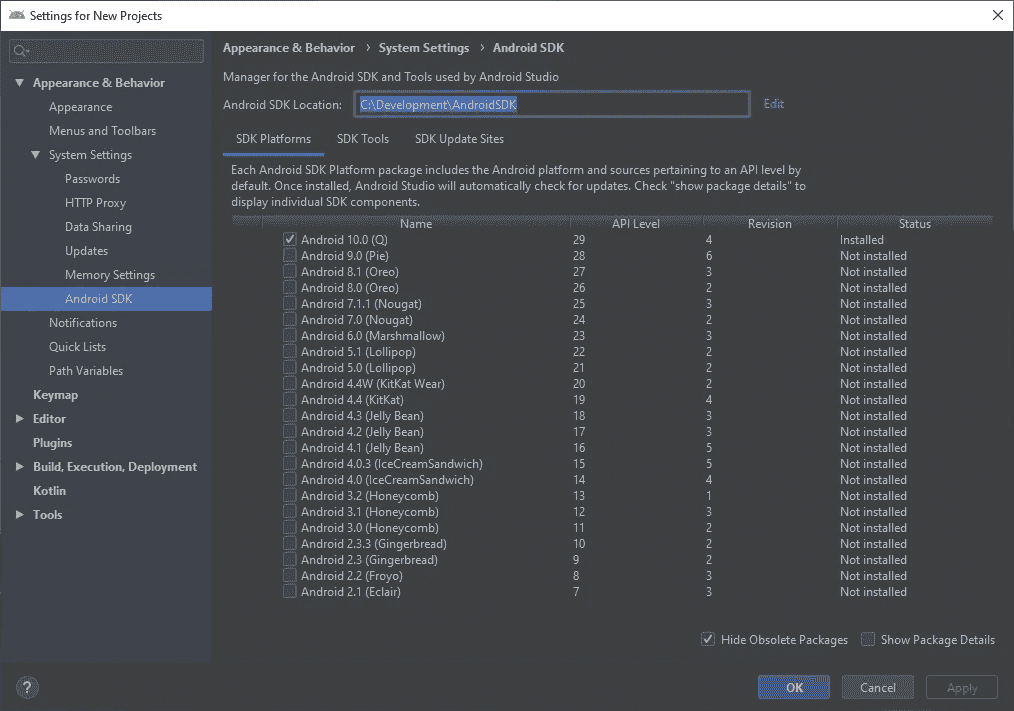 Settings for New Projects
Appearance & Behavior
Appearance
Menus and Toolbars
System Settings
Passwords
HTTP Proxy
Data Sharing
Updates
Memory Settings
Android SDK
Notifications
Quick Lists
Path Variables
Keymap
Editor
Plugins
Build, Execution, Deployment
Kotlin
Tools
Appearance & Behavior › System Settings › Android SDK
Manager for the Android SDK and Tools used by Android Studio
Android SDK Location: C:\Development\AndroidSDK Edit
SDK Platforms SDK Tools SDK Update Sites
Each Android SDK Platform package includes the Android platform and sources pertaining to an API level by
default. Once installed, Android Studio will automatically check for updates. Check "show package details" to
display individual SDK components.
Name API Level Revision Status
Android 10.0 (Q) 29 4 Installed
Android 9.0 (Pie) 28 6 Not installed
Android 8.1 (Oreo) 27 3 Not installed
Android 8.0 (Oreo) 26 2 Not installed
Android 7.1.1 (Nougat) 25 3 Not installed
Android 7.0 (Nougat) 24 2 Not installed
Android 6.0 (Marshmallow) 23 3 Not installed
Android 5.1 (Lollipop) 22 2 Not installed
Android 5.0 (Lollipop) 21 2 Not installed
Android 4.4W (KitKat Wear) 20 2 Not installed
Android 4.4 (KitKat) 19 4 Not installed
Android 4.3 (Jelly Bean) 18 3 Not installed
Android 4.2 (Jelly Bean) 17 3 Not installed
Android 4.1 (Jelly Bean) 16 5 Not installed
Android 4.0.3 (IceCreamSandwich) 15 5 Not installed
Android 4.0 (IceCreamSandwich) 14 4 Not installed
Android 3.2 (Honeycomb) 13 1 Not installed
Android 3.1 (Honeycomb) 12 3 Not installed
Android 3.0 (Honeycomb) 11 2 Not installed
Android 2.3.3 (Gingerbread) 10 2 Not installed
Android 2.3 (Gingerbread) 9 2 Not installed
Android 2.2 (Froyo) 8 3 Not installed
Android 2.1 (Eclair) 7 3 Not installed
Hide Obsolete Packages Show Package Details
? OK Cancel Apply